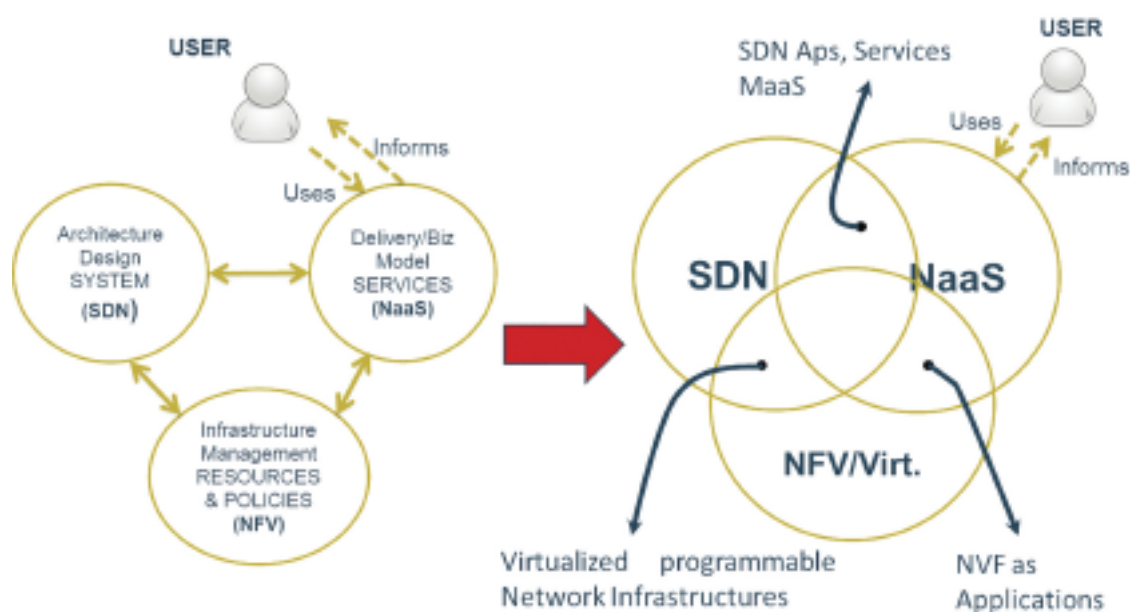 USER
Informs
Uses
Architecture
Design
SYSTEM
(SDN)
Delivery/Biz
Model
SERVICES
(NaaS)
Infrastructure
Management
RESOURCES
& POLICIES
(NFV)
SDN Aps, Services
MaaS
USER
Uses
Informs
SDN
NaaS
NFV/Virt.
Virtualized programmable
Network Infrastructures
NVF as
Applications